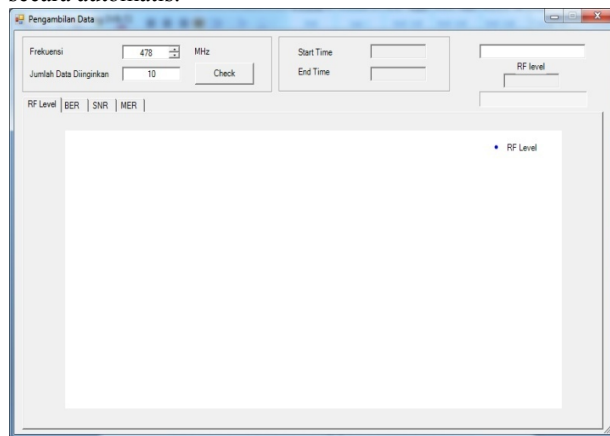 secara automatis.
Pengambilan Data
Frekuensi 478 MHz
Jumlah Data Diinginkan 10 Check
Start Time
End Time
RF level
RF Level BER SNR MER
RF Level